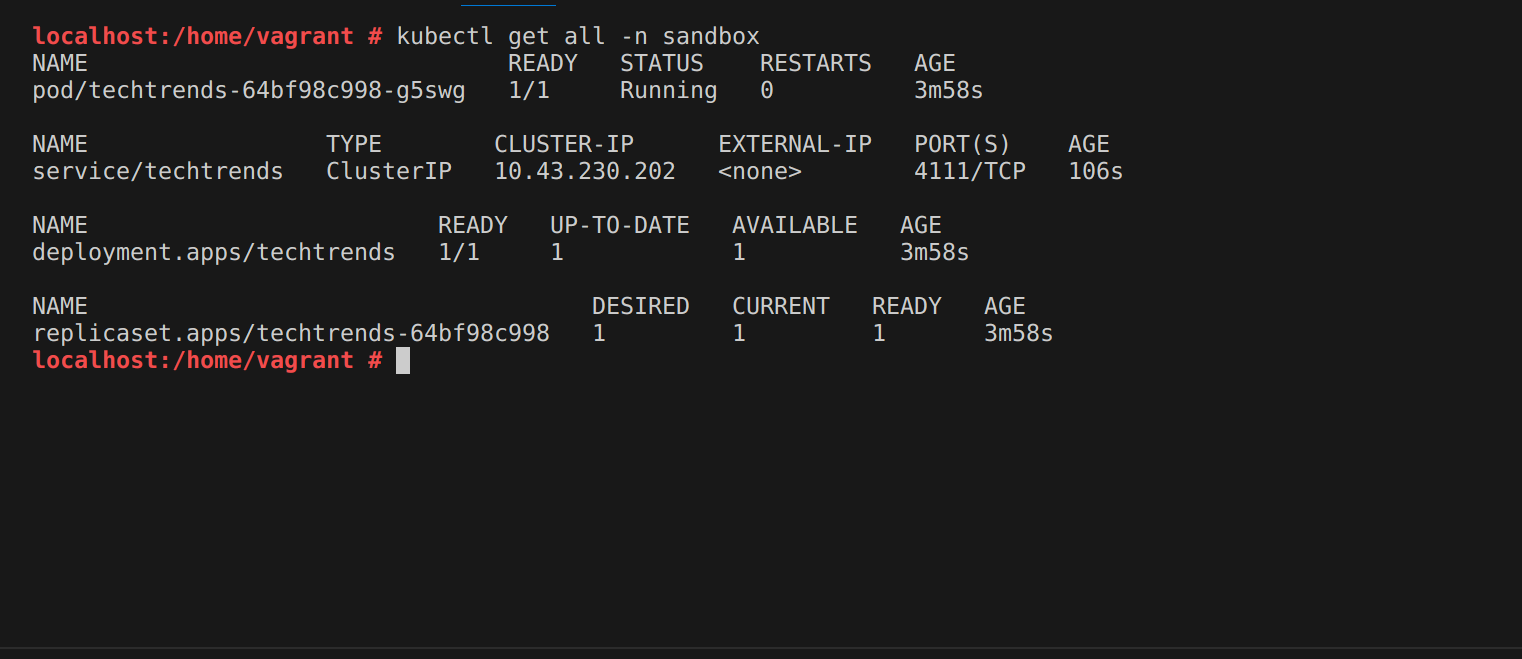 localhost:/home/vagrant # kubectl get all -n sandbox
NAME                              READY   STATUS    RESTARTS   AGE
pod/techtrends-64bf98c998-g5swg   1/1     Running   0          3m58s

NAME                 TYPE        CLUSTER-IP      EXTERNAL-IP   PORT(S)    AGE
service/techtrends   ClusterIP   10.43.230.202   <none>        4111/TCP   106s

NAME                         READY   UP-TO-DATE   AVAILABLE   AGE
deployment.apps/techtrends   1/1     1            1           3m58s

NAME                                    DESIRED   CURRENT   READY   AGE
replicaset.apps/techtrends-64bf98c998   1         1         1       3m58s
localhost:/home/vagrant #